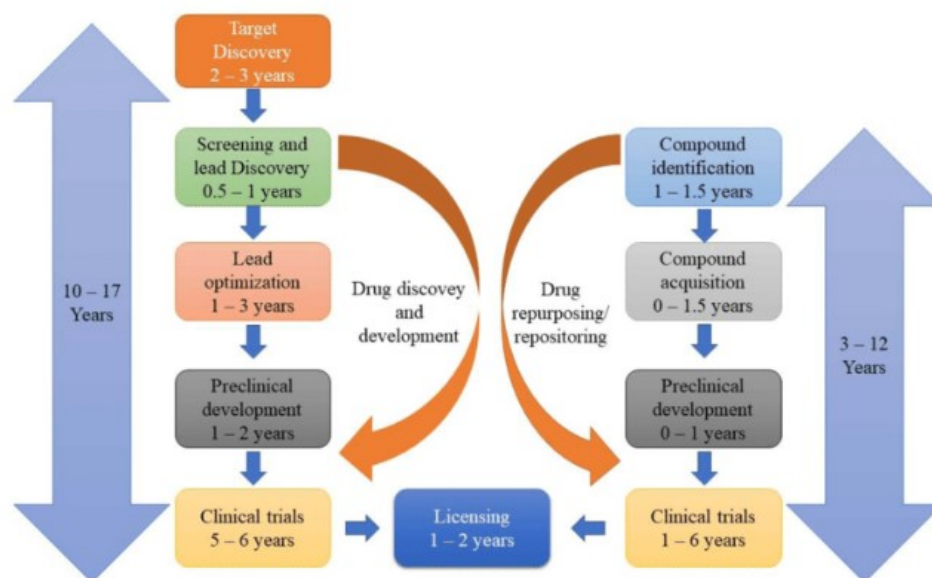 Target
Discovery
2 – 3 years
Screening and
lead Discovery
0.5 – 1 years
Lead
optimization
1 – 3 years
Preclinical
development
1 – 2 years
Clinical trials
5 – 6 years
10 – 17
Years
Drug discovey
and
development
Drug
repurposing/
repositoring
Licensing
1 – 2 years
Compound
identification
1 – 1.5 years
Compound
acquisition
0 – 1.5 years
Preclinical
development
0 – 1 years
Clinical trials
1 – 6 years
3 – 12
Years